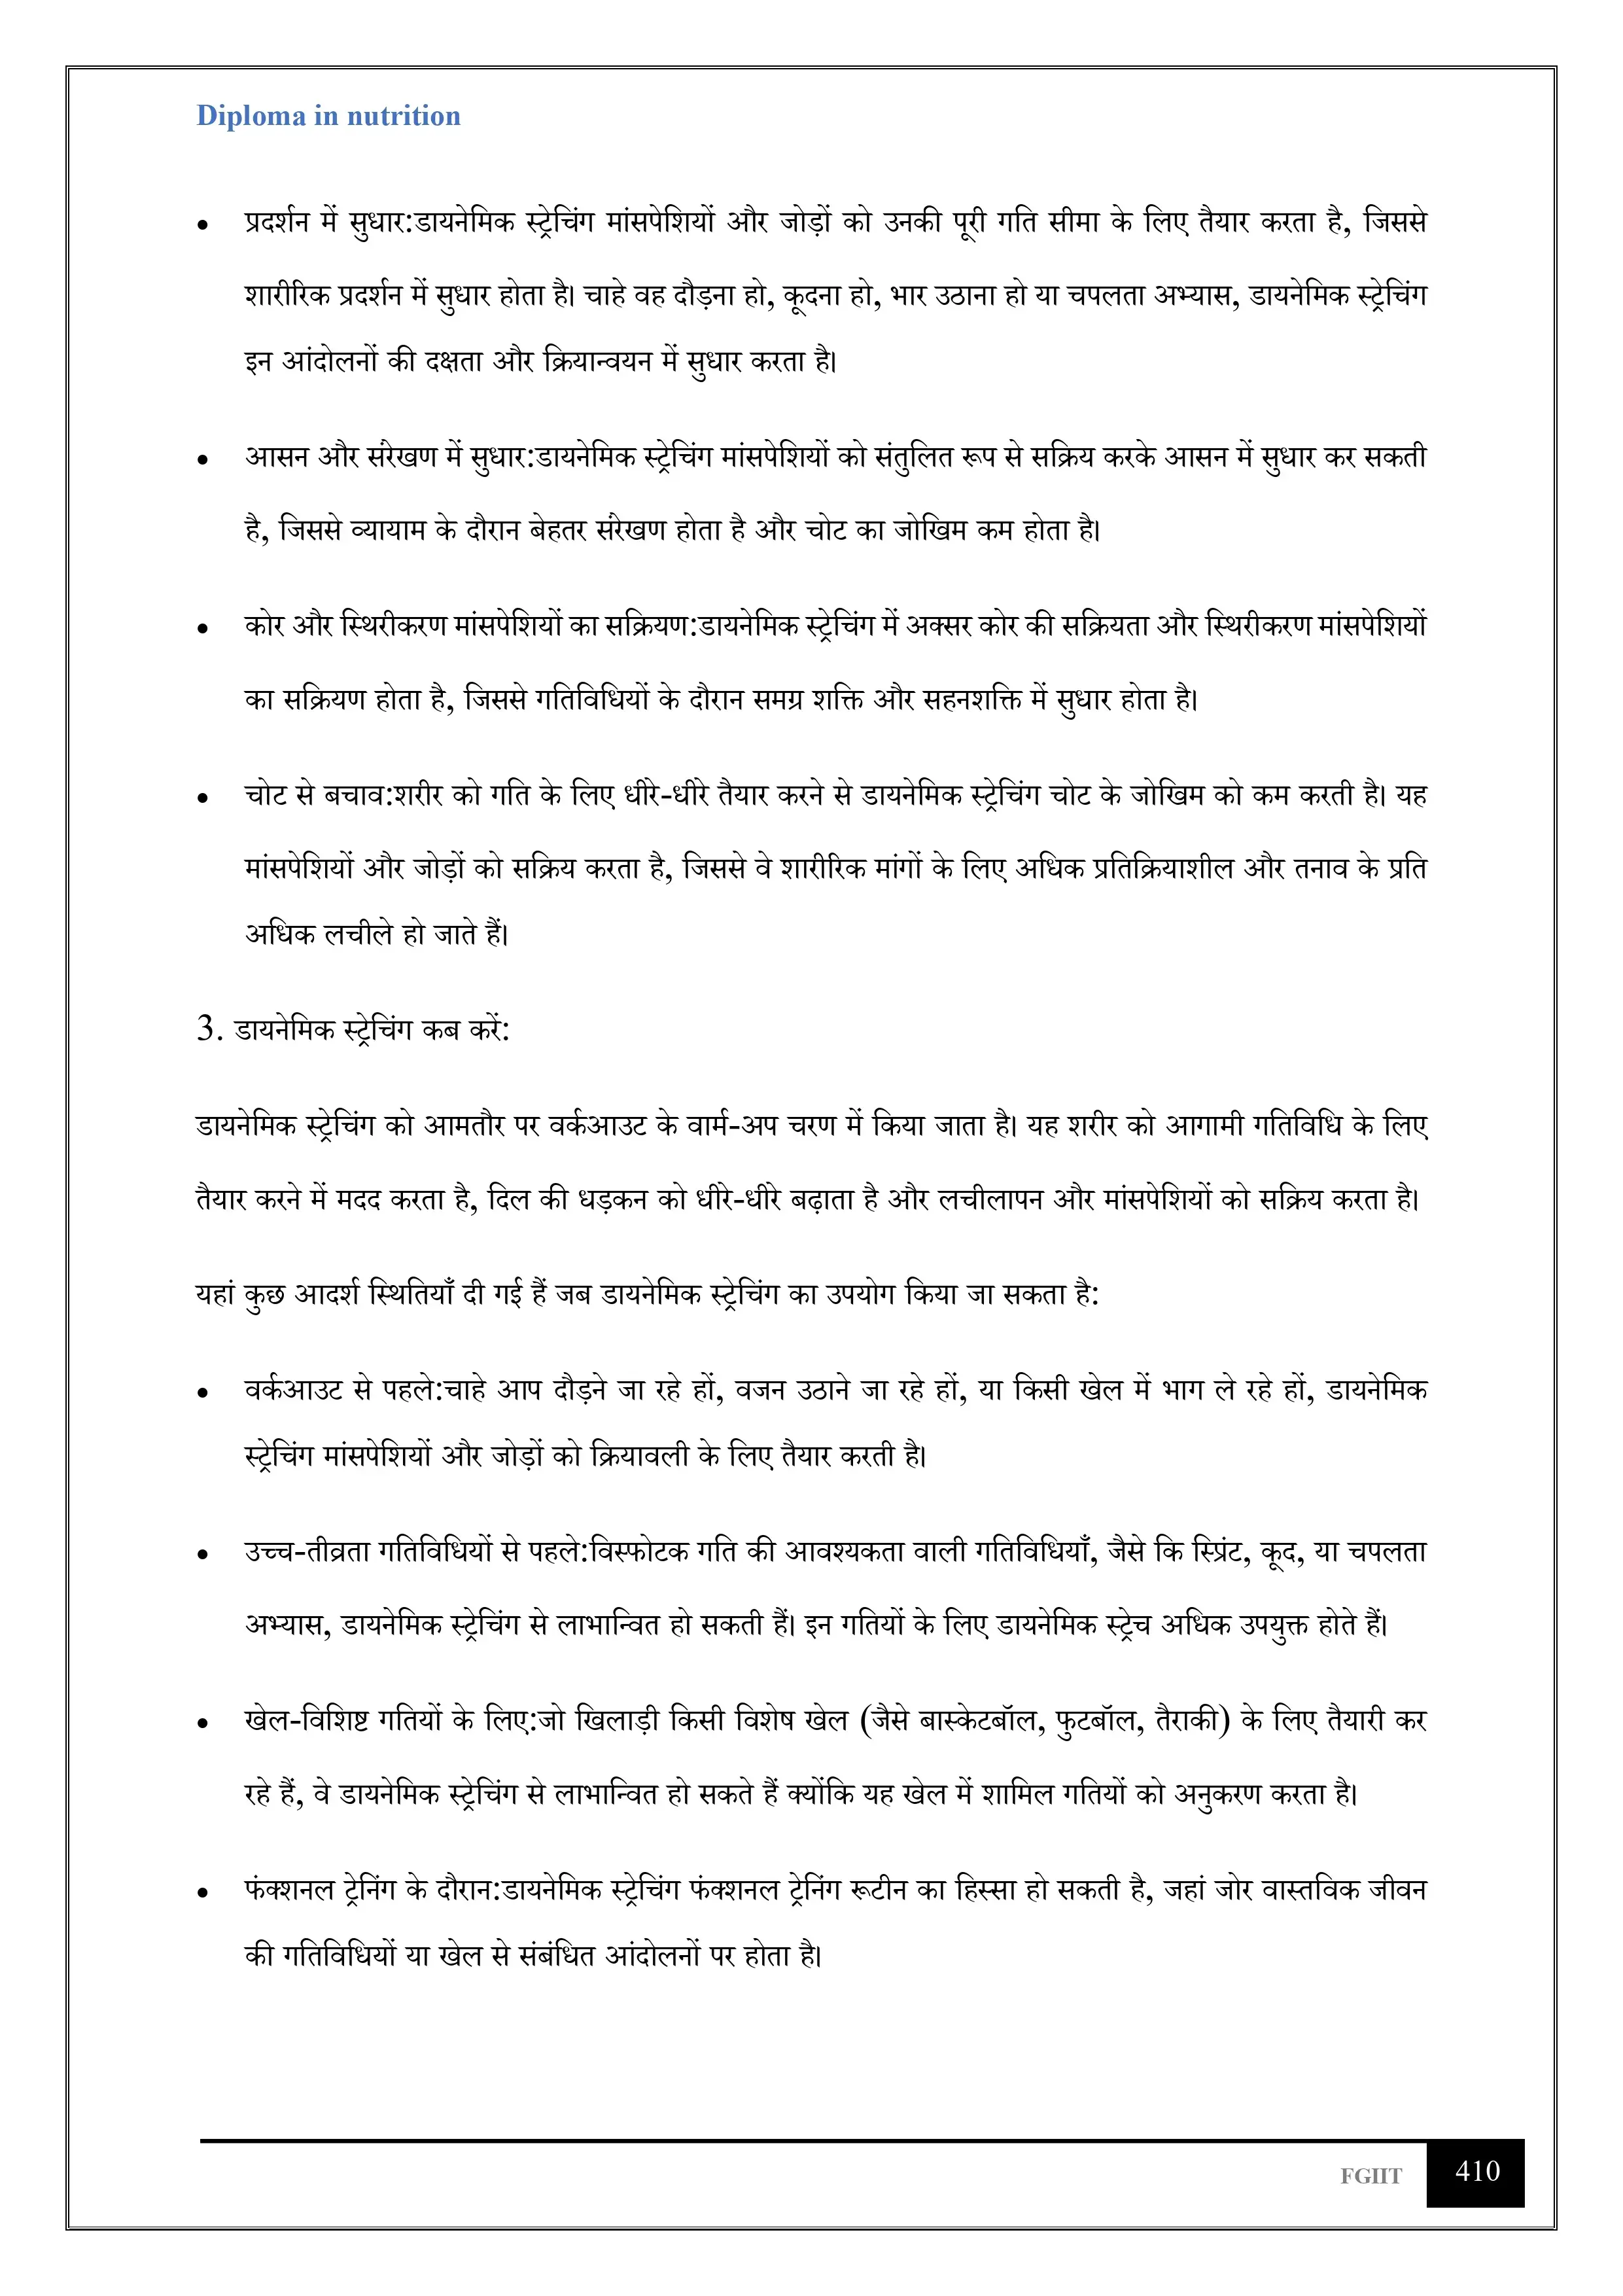 Diploma in nutrition
• प्रदर्शन में सुधार:डायनेमिक स्ट्रेचिंग मांसपेशियों और जोड़ों को उनकी पूरी गति सीमा के लिए तैयार करता है, जिससे
शारीरिक प्रदर्शन में सुधार होता है। चाहे वह दौड़ना हो, कूदना हो, भार उठाना हो या चपलता अभ्यास, डायनेमिक स्ट्रेचिंग
इन आंदोलनों की दक्षता और क्रियान्वयन में सुधार करता है।
• आसन और संरेखण में सुधार:डायनेमिक स्ट्रेचिंग मांसपेशियों को संतुलित रूप से सक्रिय करके आसन में सुधार कर सकती
है, जिससे व्यायाम के दौरान बेहतर संरेखण होता है और चोट का जोखिम कम होता है।
• कोर और स्थिरीकरण मांसपेशियों का सक्रियण:डायनेमिक स्ट्रेचिंग में अक्सर कोर की सक्रियता और स्थिरीकरण मांसपेशियों
का सक्रियण होता है, जिससे गतिविधियों के दौरान समग्र शक्ति और सहनशक्ति में सुधार होता है।
• चोट से बचाव:शरीर को गति के लिए धीरे-धीरे तैयार करने से डायनेमिक स्ट्रेचिंग चोट के जोखिम को कम करती है। यह
मांसपेशियों और जोड़ों को सक्रिय करता है, जिससे वे शारीरिक मांगों के लिए अधिक प्रतिक्रियाशील और तनाव के प्रति
अधिक लचीले हो जाते हैं।
3. डायनेमिक स्ट्रेचिंग कब करें:
डायनेमिक स्ट्रेचिंग को आमतौर पर वर्कआउट के वार्म-अप चरण में किया जाता है। यह शरीर को आगामी गतिविधि के लिए
तैयार करने में मदद करता है, दिल की धड़कन को धीरे-धीरे बढ़ाता है और लचीलापन और मांसपेशियों को सक्रिय करता है।
यहां कुछ आदर्श स्थितियाँ दी गई हैं जब डायनेमिक स्ट्रेचिंग का उपयोग किया जा सकता है:
• वर्कआउट से पहले:चाहे आप दौड़ने जा रहे हों, वजन उठाने जा रहे हों, या किसी खेल में भाग ले रहे हों, डायनेमिक
स्ट्रेचिंग मांसपेशियों और जोड़ों को क्रियावली के लिए तैयार करती है।
• उच्च-तीव्रता गतिविधियों से पहले:विस्फोटक गति की आवश्यकता वाली गतिविधियाँ, जैसे कि स्प्रिंट, कूद, या चपलता
अभ्यास, डायनेमिक स्ट्रेचिंग से लाभान्वित हो सकती हैं। इन गतियों के लिए डायनेमिक स्ट्रेच अधिक उपयुक्त होते हैं।
• खेल-विशिष्ट गतियों के लिए:जो खिलाड़ी किसी विशेष खेल (जैसे बास्केटबॉल, फुटबॉल, तैराकी) के लिए तैयारी कर
रहे हैं, वे डायनेमिक स्ट्रेचिंग से लाभान्वित हो सकते हैं क्योंकि यह खेल में शामिल गतियों को अनुकरण करता है।
• फंक्शनल ट्रेनिंग के दौरान:डायनेमिक स्ट्रेचिंग फंक्शनल ट्रेनिंग रूटीन का हिस्सा हो सकती है, जहां जोर वास्तविक जीवन
की गतिविधियों या खेल से संबंधित आंदोलनों पर होता है।
FGIIT 410